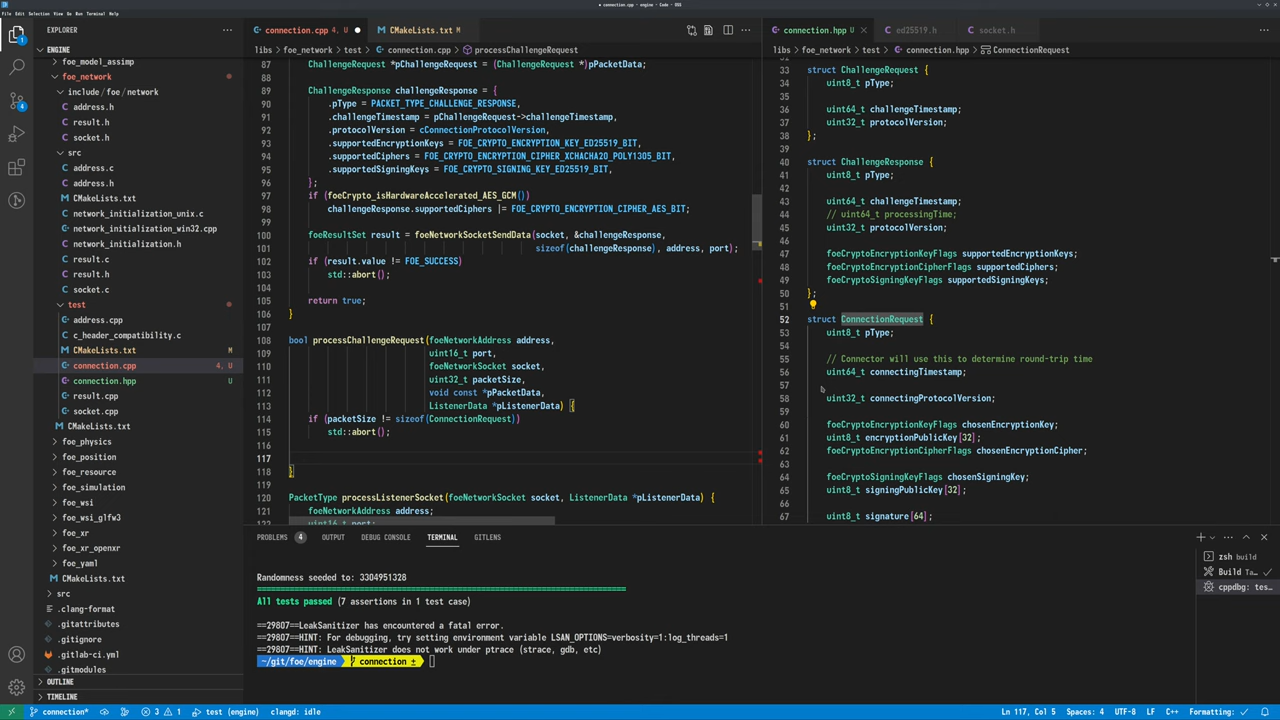 File Edit Selection View Go Run Terminal Help
● connection.cpp - engine - Code - OSS
EXPLORER
ENGINE
foe_model_assimp
foe_network
include / foe / network
address.h
result.h
socket.h
src
address.c
address.h
CMakeLists.txt
network_initialization_unix.c
network_initialization_win32.cpp
network_initialization.h
result.c
result.h
socket.c
test
address.cpp
c_header_compatibility.c
CMakeLists.txt M
connection.cpp 4, U
connection.hpp U
result.cpp
socket.cpp
CMakeLists.txt
foe_physics
foe_position
foe_resource
foe_simulation
foe_wsi
foe_wsi_glfw3
foe_xr
foe_xr_openxr
foe_yaml
CMakeLists.txt
src
.clang-format
.gitattributes
.gitignore
.gitlab-ci.yml
.gitmodules
OUTLINE
TIMELINE
connection.cpp 4, U ●
CMakeLists.txt M
libs > foe_network > test > connection.cpp > processChallengeRequest
87 ChallengeRequest *pChallengeRequest = (ChallengeRequest *)pPacketData;
89 ChallengeResponse challengeResponse = {
90 .pType = PACKET_TYPE_CHALLENGE_RESPONSE,
91 .challengeTimestamp = pChallengeRequest->challengeTimestamp,
92 .protocolVersion = cConnectionProtocolVersion,
93 .supportedEncryptionKeys = FOE_CRYPTO_ENCRYPTION_KEY_ED25519_BIT,
94 .supportedCiphers = FOE_CRYPTO_ENCRYPTION_CIPHER_XCHACHA20_POLY1305_BIT,
95 .supportedSigningKeys = FOE_CRYPTO_SIGNING_KEY_ED25519_BIT,
96 };
97 if (foeCrypto_isHardwareAccelerated_AES_GCM())
98 challengeResponse.supportedCiphers |= FOE_CRYPTO_ENCRYPTION_CIPHER_AES_BIT;
99
100 foeResultSet result = foeNetworkSocketSendData(socket, &challengeResponse,
101 sizeof(challengeResponse), address, port);
102 if (result.value != FOE_SUCCESS)
103 std::abort();
104
105 return true;
106 }
107
108 bool processChallengeRequest(foeNetworkAddress address,
109 uint16_t port,
110 foeNetworkSocket socket,
111 uint32_t packetSize,
112 void const *pPacketData,
113 ListenerData *pListenerData) {
114 if (packetSize != sizeof(ConnectionRequest))
115 std::abort();
116
117
118 }
119
120 PacketType processListenerSocket(foeNetworkSocket socket, ListenerData *pListenerData) {
121 foeNetworkAddress address;
122 uint16_t port;
connection.hpp U
ed25519.h
socket.h
libs > foe_network > test > connection.hpp > ConnectionRequest
33 struct ChallengeRequest {
34 uint8_t pType;
35
36 uint64_t challengeTimestamp;
37 uint32_t protocolVersion;
38 };
39
40 struct ChallengeResponse {
41 uint8_t pType;
42
43 uint64_t challengeTimestamp;
44 // uint64_t processingTime;
45 uint32_t protocolVersion;
46
47 foeCryptoEncryptionKeyFlags supportedEncryptionKeys;
48 foeCryptoEncryptionCipherFlags supportedCiphers;
49 foeCryptoSigningKeyFlags supportedSigningKeys;
50 };
51
52 struct ConnectionRequest {
53 uint8_t pType;
54
55 // Connector will use this to determine round-trip time
56 uint64_t connectingTimestamp;
57
58 uint32_t connectingProtocolVersion;
59
60 foeCryptoEncryptionKeyFlags chosenEncryptionKey;
61 uint8_t encryptionPublicKey[32];
62 foeCryptoEncryptionCipherFlags chosenEncryptionCipher;
63
64 foeCryptoSigningKeyFlags chosenSigningKey;
65 uint8_t signingPublicKey[32];
66
67 uint8_t signature[64];
PROBLEMS 4 OUTPUT DEBUG CONSOLE TERMINAL GITLENS
Randomness seeded to: 3304951328
===============================================================================
All tests passed (7 assertions in 1 test case)
==29807==LeakSanitizer has encountered a fatal error.
==29807==HINT: For debugging, try setting environment variable LSAN_OPTIONS=verbosity=1:log_threads=1
==29807==HINT: LeakSanitizer does not work under ptrace (strace, gdb, etc)
~/git/foe/engine connection ±
zsh build
Build Ta...
cppdbg: tes...
connection* 3 1 test (engine) clangd: idle Ln 117, Col 5 Spaces: 4 UTF-8 LF C++ Formatting: ✓